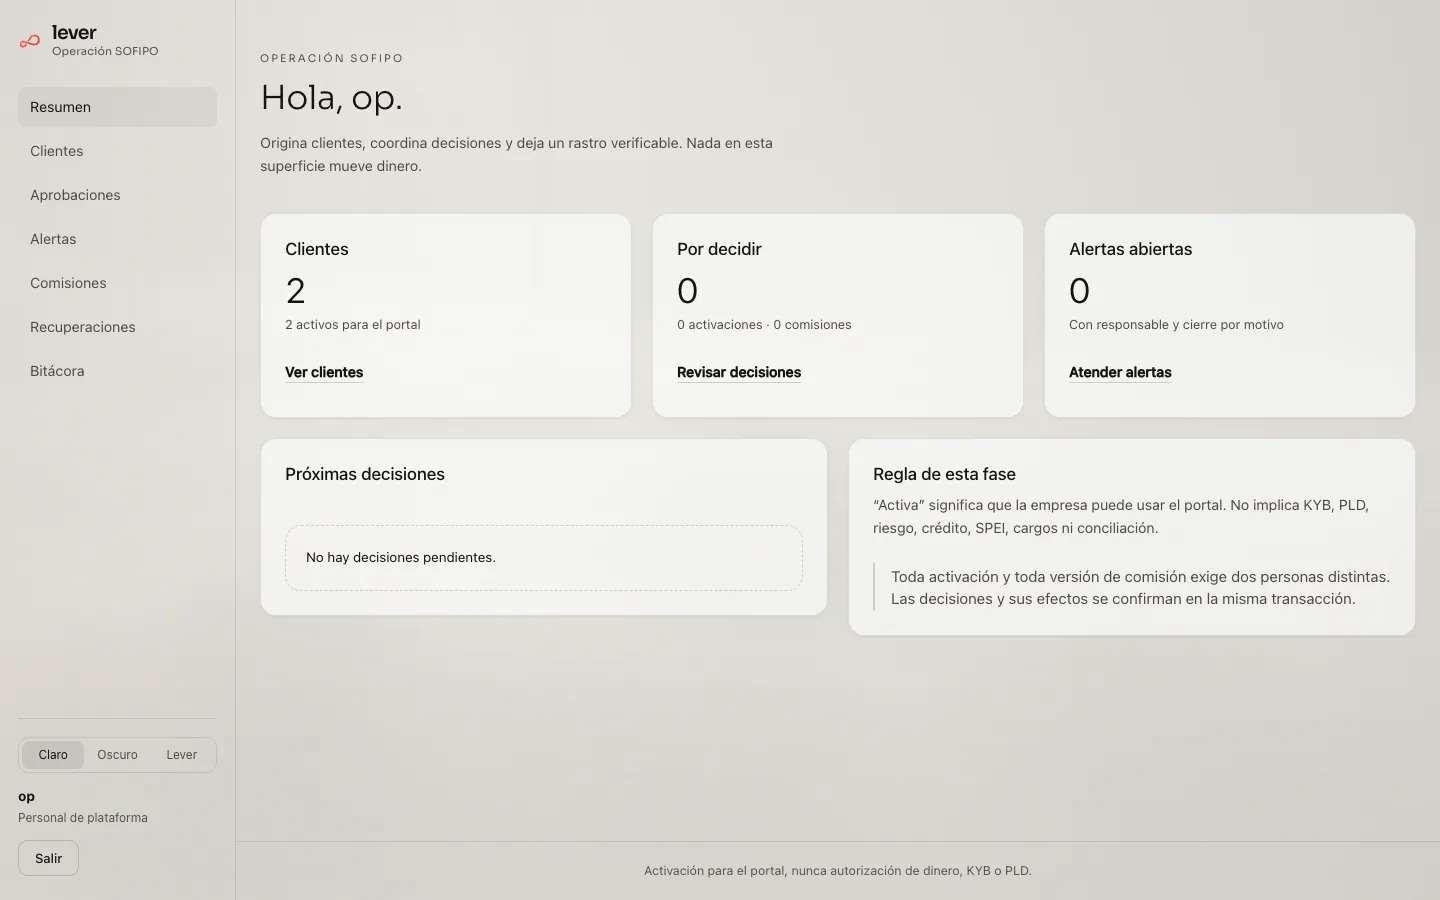 lever
Operación SOFIPO
Resumen
Clientes
Aprobaciones
Alertas
Comisiones
Recuperaciones
Bitácora
Claro
Oscuro
Lever
op
Personal de plataforma
Salir
OPERACIÓN SOFIPO
Hola, op.
Origina clientes, coordina decisiones y deja un rastro verificable. Nada en esta
superficie mueve dinero.
Clientes
2
2 activos para el portal
Ver clientes
Por decidir
0
0 activaciones · 0 comisiones
Revisar decisiones
Alertas abiertas
0
Con responsable y cierre por motivo
Atender alertas
Próximas decisiones
No hay decisiones pendientes.
Regla de esta fase
“Activa” significa que la empresa puede usar el portal. No implica KYB, PLD,
riesgo, crédito, SPEI, cargos ni conciliación.
Toda activación y toda versión de comisión exige dos personas distintas.
Las decisiones y sus efectos se confirman en la misma transacción.
Activación para el portal, nunca autorización de dinero, KYB o PLD.